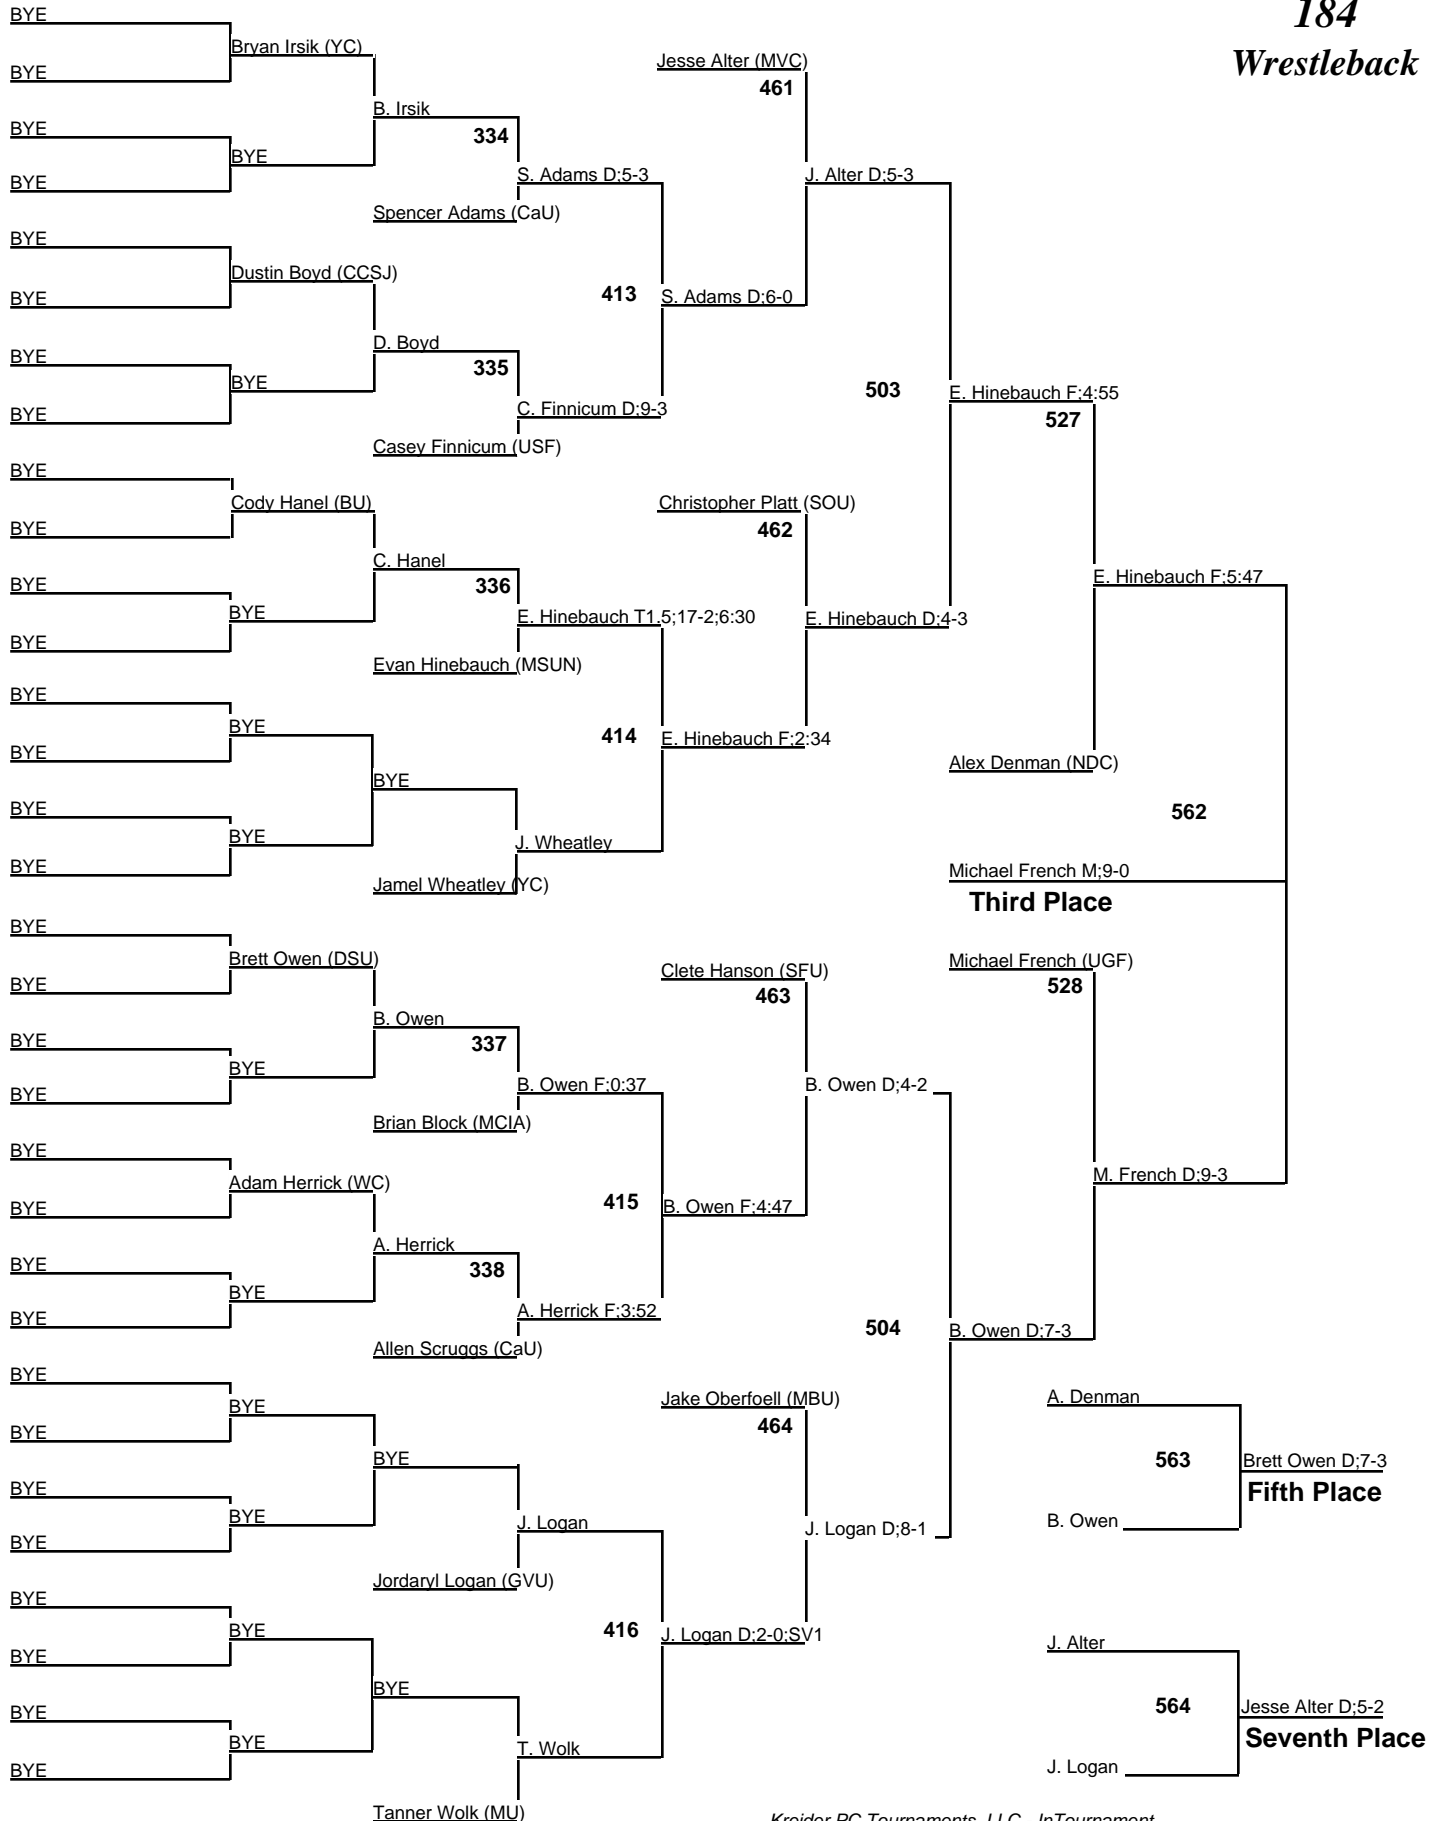 184
Wrestleback
BYE
Bryan Irsik (YC)
BYE
Jesse Alter (MVC)
461
B. Irsik
334
BYE
BYE
BYE
S. Adams D;5-3
J. Alter D;5-3
Spencer Adams (CaU)
BYE
Dustin Boyd (CCSJ)
BYE
413
S. Adams D;6-0
D. Boyd
335
BYE
BYE
BYE
503
E. Hinebauch F;4:55
527
C. Finnicum D;9-3
Casey Finnicum (USF)
BYE
Cody Hanel (BU)
BYE
Christopher Platt (SOU)
462
C. Hanel
336
BYE
BYE
BYE
E. Hinebauch F;5:47
E. Hinebauch T1.5;17-2;6:30
E. Hinebauch D;4-3
Evan Hinebauch (MSUN)
BYE
BYE
BYE
414
E. Hinebauch F;2:34
Alex Denman (NDC)
BYE
BYE
BYE
BYE
562
J. Wheatley
Jamel Wheatley (YC)
Michael French M;9-0
Third Place
BYE
Brett Owen (DSU)
BYE
Clete Hanson (SFU)
463
Michael French (UGF)
528
B. Owen
337
BYE
BYE
BYE
B. Owen F;0:37
B. Owen D;4-2
Brian Block (MCIA)
BYE
Adam Herrick (WC)
BYE
415
B. Owen F;4:47
M. French D;9-3
A. Herrick
338
BYE
BYE
BYE
A. Herrick F;3:52
504
B. Owen D;7-3
Allen Scruggs (CaU)
BYE
BYE
BYE
Jake Oberfoell (MBU)
464
A. Denman
563
Brett Owen D;7-3
Fifth Place
B. Owen
BYE
BYE
BYE
BYE
J. Logan
J. Logan D;8-1
Jordaryl Logan (GVU)
BYE
BYE
BYE
416
J. Logan D;2-0;SV1
J. Alter
564
Jesse Alter D;5-2
Seventh Place
J. Logan
BYE
BYE
BYE
BYE
T. Wolk
Tanner Wolk (MU)
Kreider PC Tournaments, LLC - InTournament